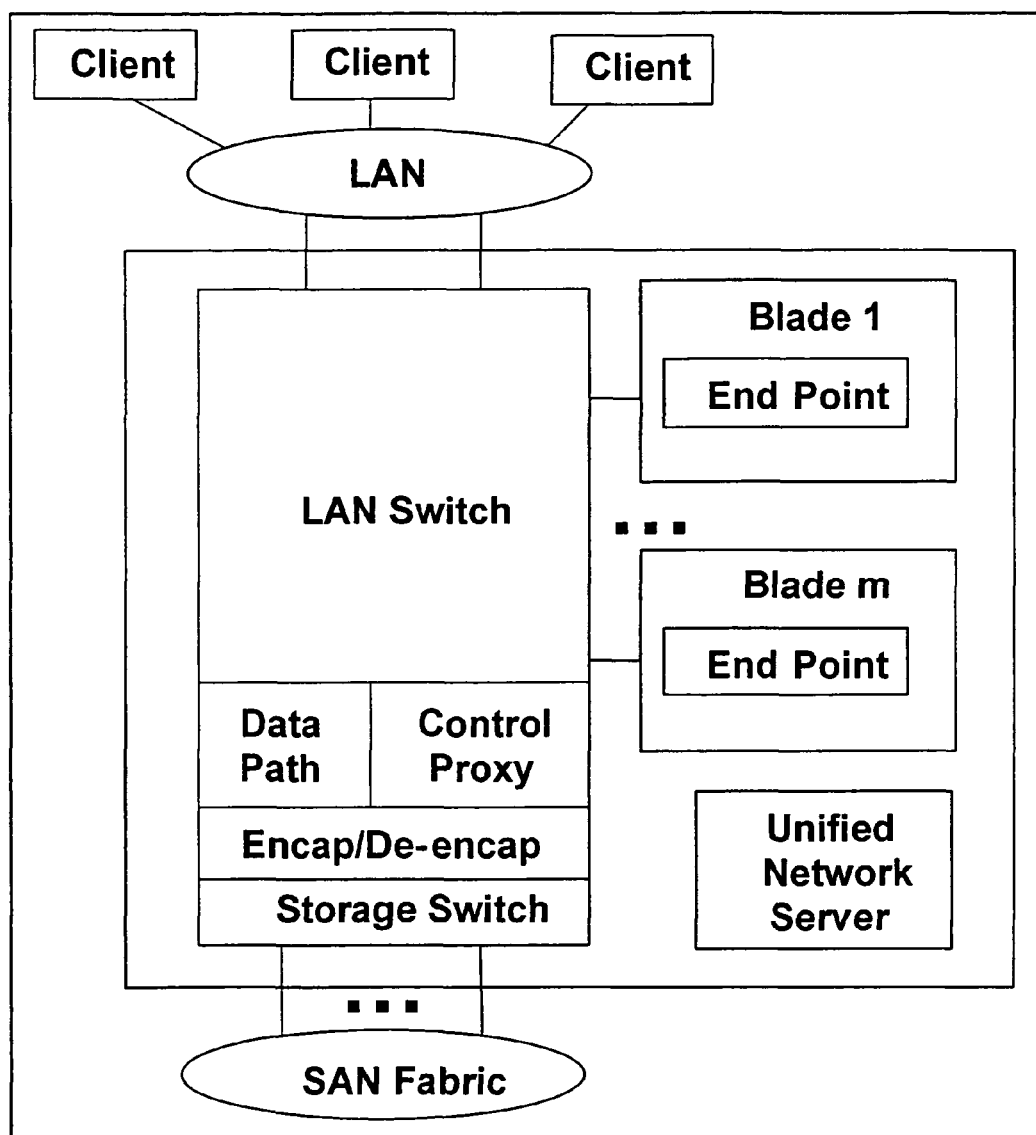 Client
Client
Client
LAN
Blade 1
End Point
LAN Switch
Blade m
End Point
Data
Path
Control
Proxy
Encap/De-encap
Storage Switch
Unified
Network
Server
SAN Fabric